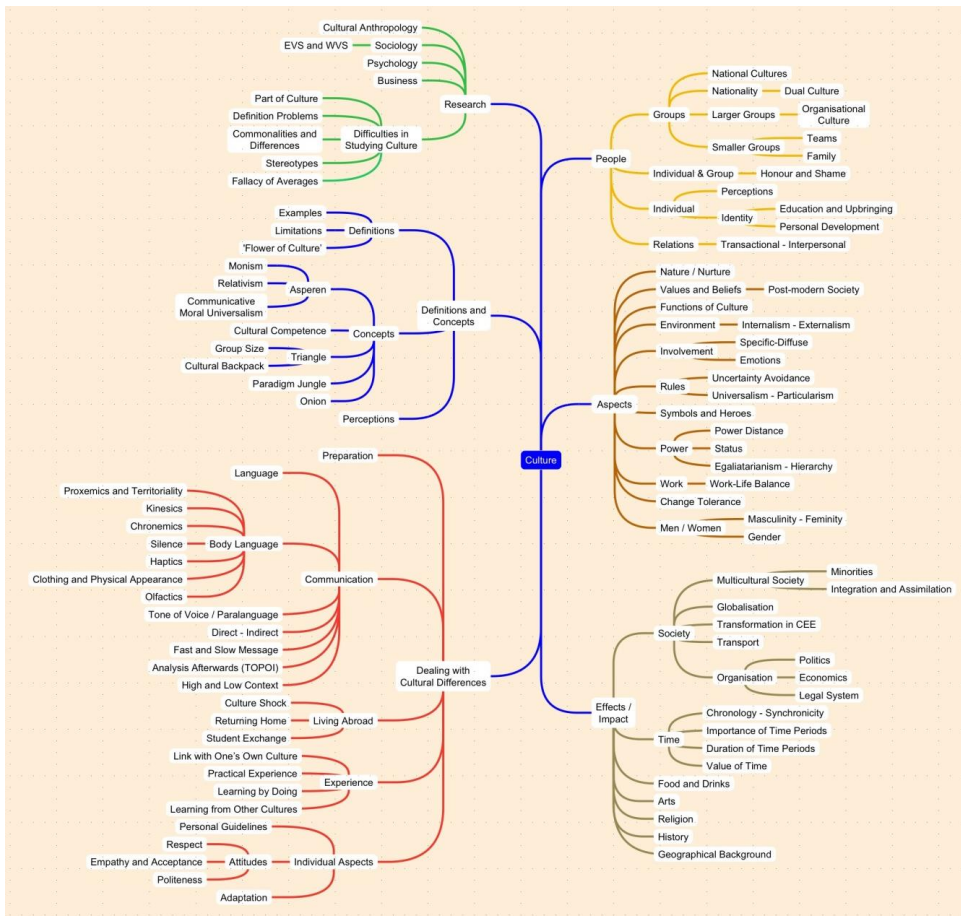 Culture
Research
Cultural Anthropology
EVS and WVS
Sociology
Psychology
Business
Difficulties in
Studying Culture
Part of Culture
Definition Problems
Commonalities and
Differences
Stereotypes
Fallacy of Averages
Definitions and
Concepts
Definitions
Examples
Limitations
'Flower of Culture'
Concepts
Asperen
Monism
Relativism
Communicative
Moral Universalism
Cultural Competence
Triangle
Group Size
Cultural Backpack
Paradigm Jungle
Onion
Perceptions
Dealing with
Cultural Differences
Preparation
Communication
Language
Body Language
Proxemics and Territoriality
Kinesics
Chronemics
Silence
Haptics
Clothing and Physical Appearance
Olfactics
Tone of Voice / Paralanguage
Direct - Indirect
Fast and Slow Message
Analysis Afterwards (TOPOI)
High and Low Context
Living Abroad
Culture Shock
Returning Home
Student Exchange
Experience
Link with One's Own Culture
Practical Experience
Learning by Doing
Learning from Other Cultures
Individual Aspects
Personal Guidelines
Attitudes
Respect
Empathy and Acceptance
Politeness
Adaptation
People
Groups
National Cultures
Nationality
Dual Culture
Larger Groups
Organisational
Culture
Smaller Groups
Teams
Family
Individual & Group
Honour and Shame
Individual
Perceptions
Identity
Education and Upbringing
Personal Development
Relations
Transactional - Interpersonal
Aspects
Nature / Nurture
Values and Beliefs
Post-modern Society
Functions of Culture
Environment
Internalism - Externalism
Involvement
Specific-Diffuse
Emotions
Rules
Uncertainty Avoidance
Universalism - Particularism
Symbols and Heroes
Power
Power Distance
Status
Egaliatarianism - Hierarchy
Work
Work-Life Balance
Change Tolerance
Men / Women
Masculinity - Feminity
Gender
Effects /
Impact
Society
Multicultural Society
Minorities
Integration and Assimilation
Globalisation
Transformation in CEE
Transport
Organisation
Politics
Economics
Legal System
Time
Chronology - Synchronicity
Importance of Time Periods
Duration of Time Periods
Value of Time
Food and Drinks
Arts
Religion
History
Geographical Background